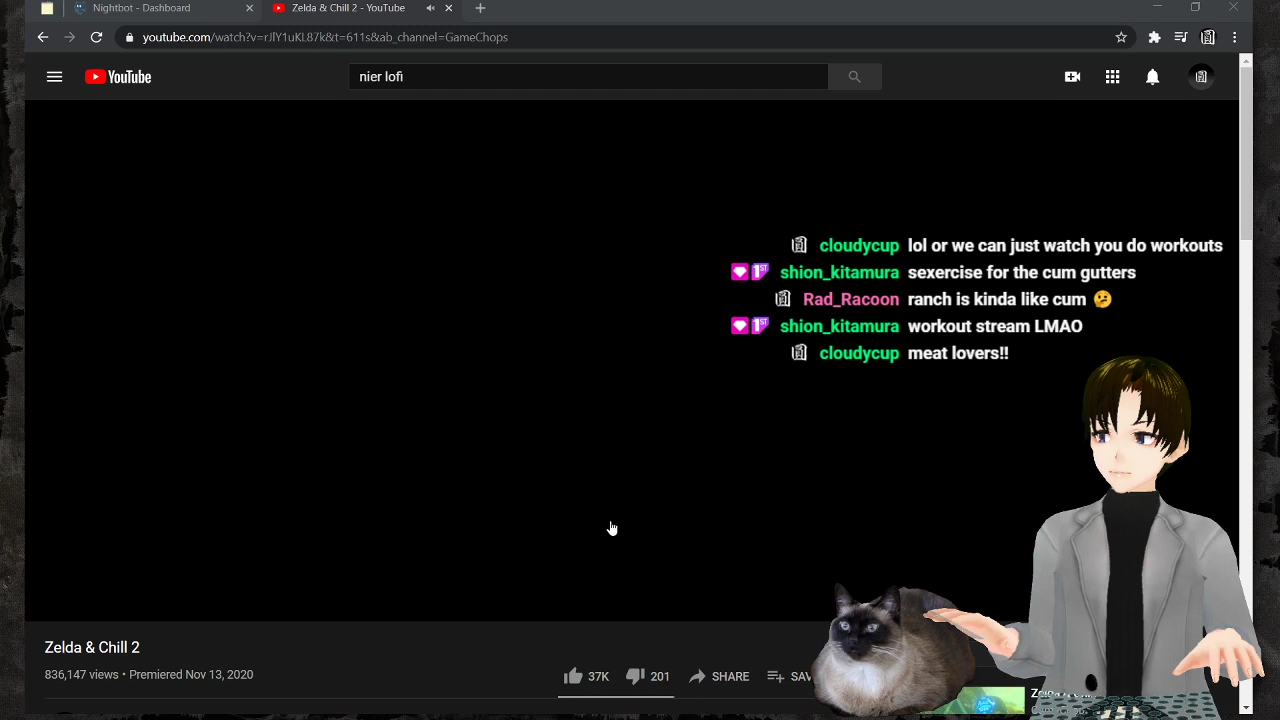 Nightbot - Dashboard
Zelda & Chill 2 - YouTube
youtube.com/watch?v=rJlY1uKL87k&t=611s&ab_channel=GameChops
YouTube
nier lofi
cloudycup lol or we can just watch you do workouts
1ST shion_kitamura sexercise for the cum gutters
Rad_Racoon ranch is kinda like cum
1ST shion_kitamura workout stream LMAO
cloudycup meat lovers!!
Zelda & Chill 2
836,147 views • Premiered Nov 13, 2020
37K
201
SHARE
SAV